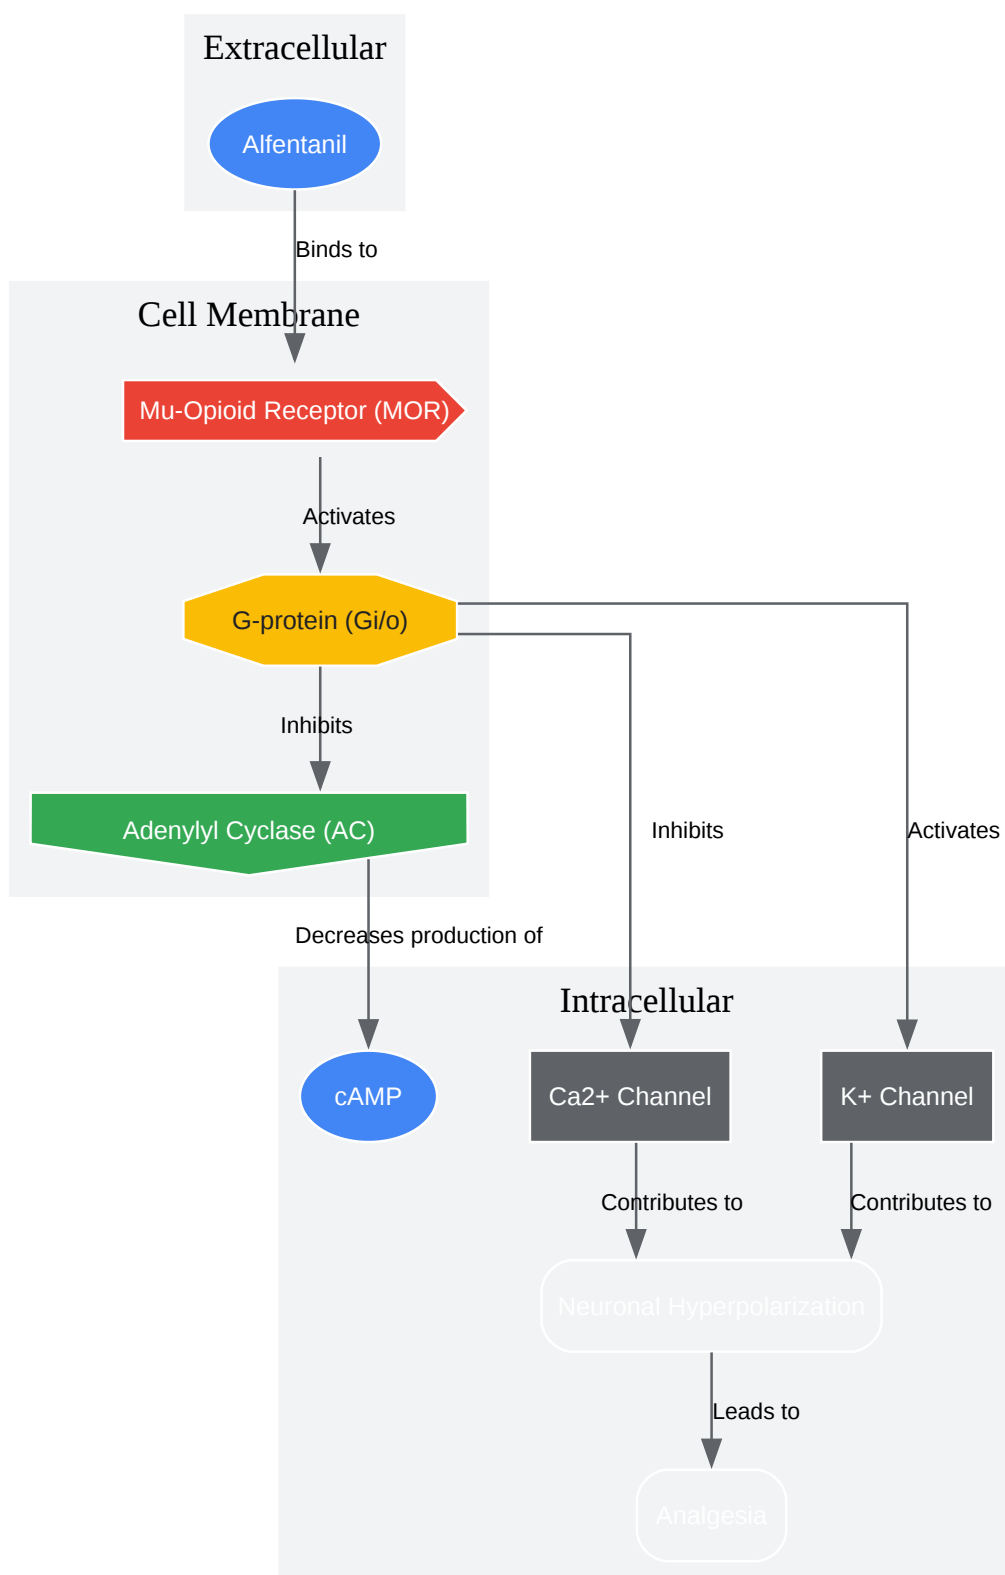 Extracellular
Alfentanil
Binds to
Cell Membrane
Mu-Opioid Receptor (MOR)
Activates
G-protein (Gi/o)
Inhibits
Adenylyl Cyclase (AC)
Inhibits
Activates
Decreases production of
Intracellular
cAMP
Ca2+ Channel
K+ Channel
Contributes to
Contributes to
Neuronal Hyperpolarization
Leads to
Analgesia